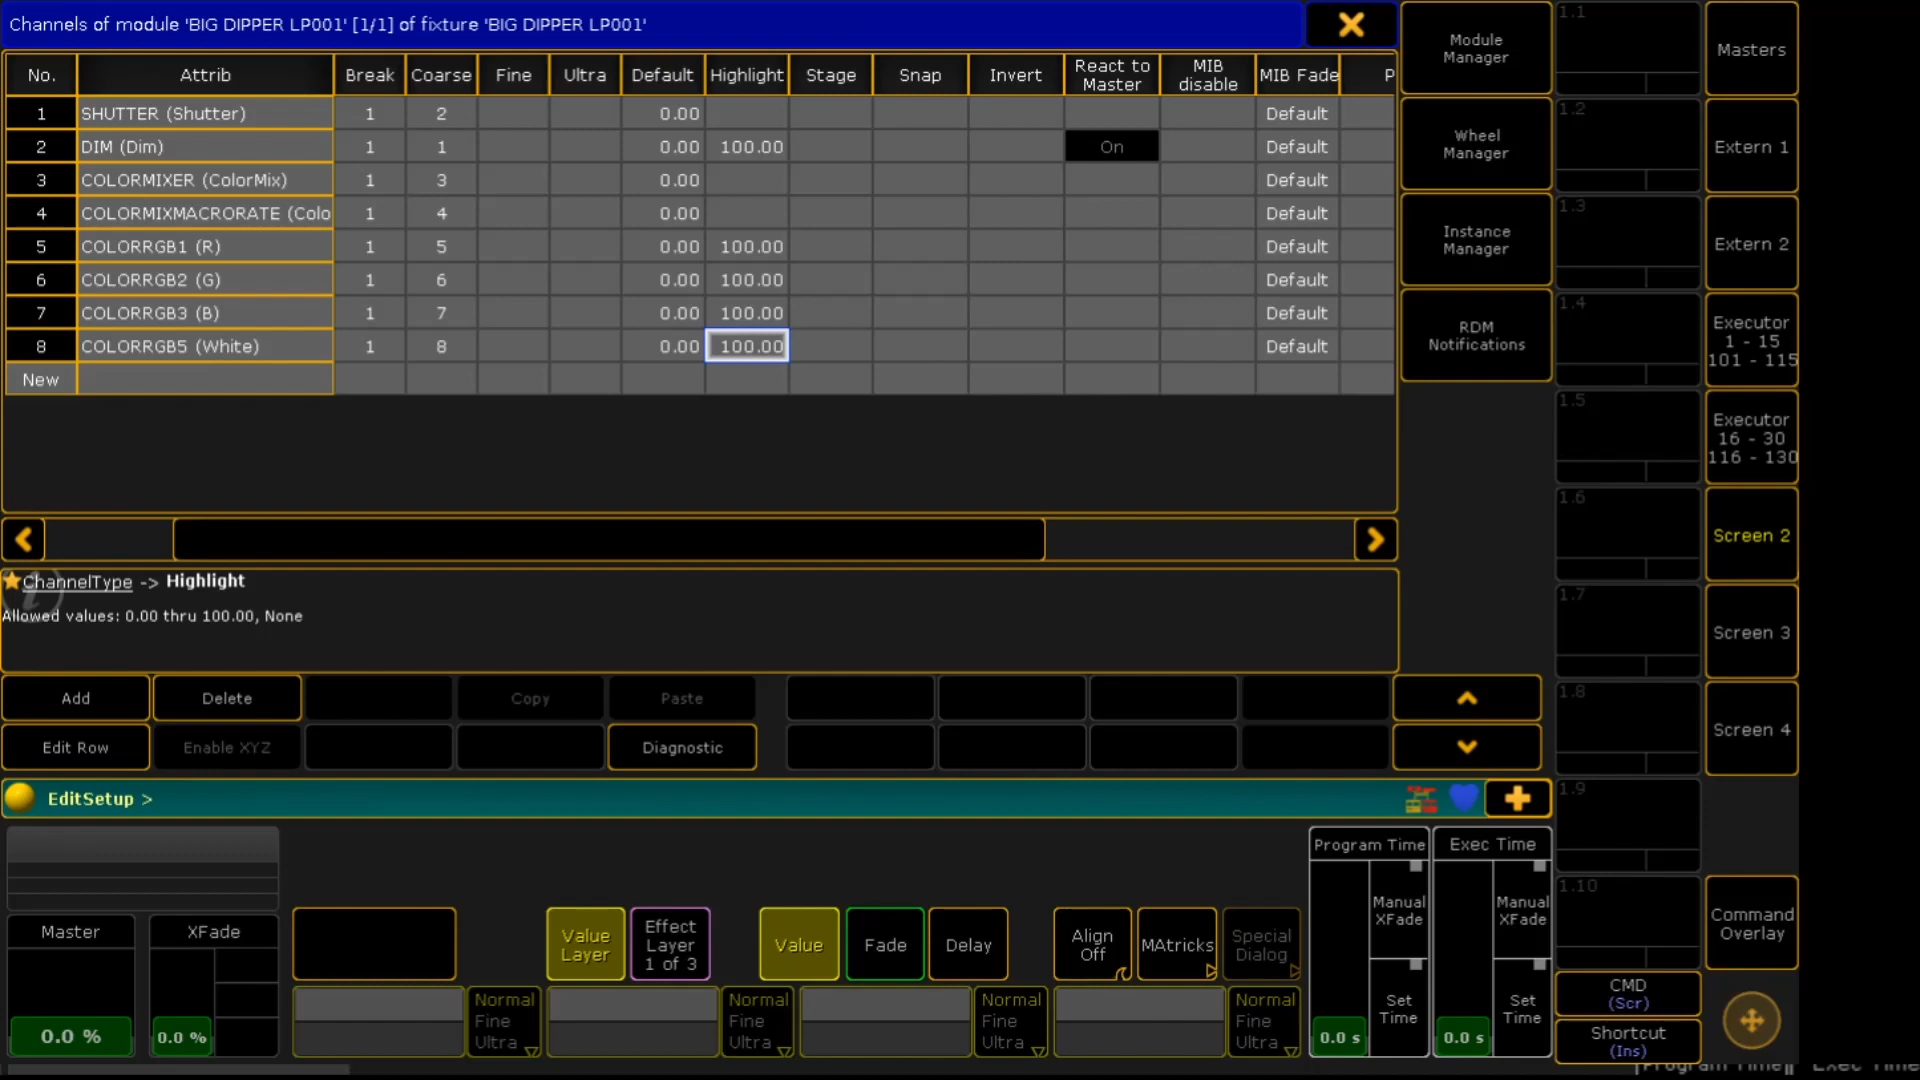 Channels of module 'BIG DIPPER LP001' [1/1] of fixture 'BIG DIPPER LP001'
No. Attrib Break Coarse Fine Ultra Default Highlight Stage Snap Invert React to Master MIB disable MIB Fade P
1 SHUTTER (Shutter) 1 2 0.00 Default
2 DIM (Dim) 1 1 0.00 100.00 On Default
3 COLORMIXER (ColorMix) 1 3 0.00 Default
4 COLORMIXMACRORATE (Colo 1 4 0.00 Default
5 COLORRGB1 (R) 1 5 0.00 100.00 Default
6 COLORRGB2 (G) 1 6 0.00 100.00 Default
7 COLORRGB3 (B) 1 7 0.00 100.00 Default
8 COLORRGB5 (White) 1 8 0.00 100.00 Default
New
ChannelType -> Highlight
Allowed values: 0.00 thru 100.00, None
Add Delete Copy Paste
Edit Row Enable XYZ Diagnostic
EditSetup >
Module
Manager
Wheel
Manager
Instance
Manager
RDM
Notifications
1.1
1.2
1.3
1.4
1.5
1.6
1.7
1.8
1.9
1.10
Masters
Extern 1
Extern 2
Executor
1 - 15
101 - 115
Executor
16 - 30
116 - 130
Screen 2
Screen 3
Screen 4
Command
Overlay
CMD
(Scr)
Shortcut
(Ins)
Master
0.0 %
XFade
0.0 %
Value
Layer
Effect
Layer
1 of 3
Value
Fade
Delay
Align
Off
MAtricks
Special
Dialog
Normal
Fine
Ultra
Normal
Fine
Ultra
Normal
Fine
Ultra
Normal
Fine
Ultra
Program Time
Manual
XFade
Set
Time
0.0 s
Exec Time
Manual
XFade
Set
Time
0.0 s
Program Time Exec Time